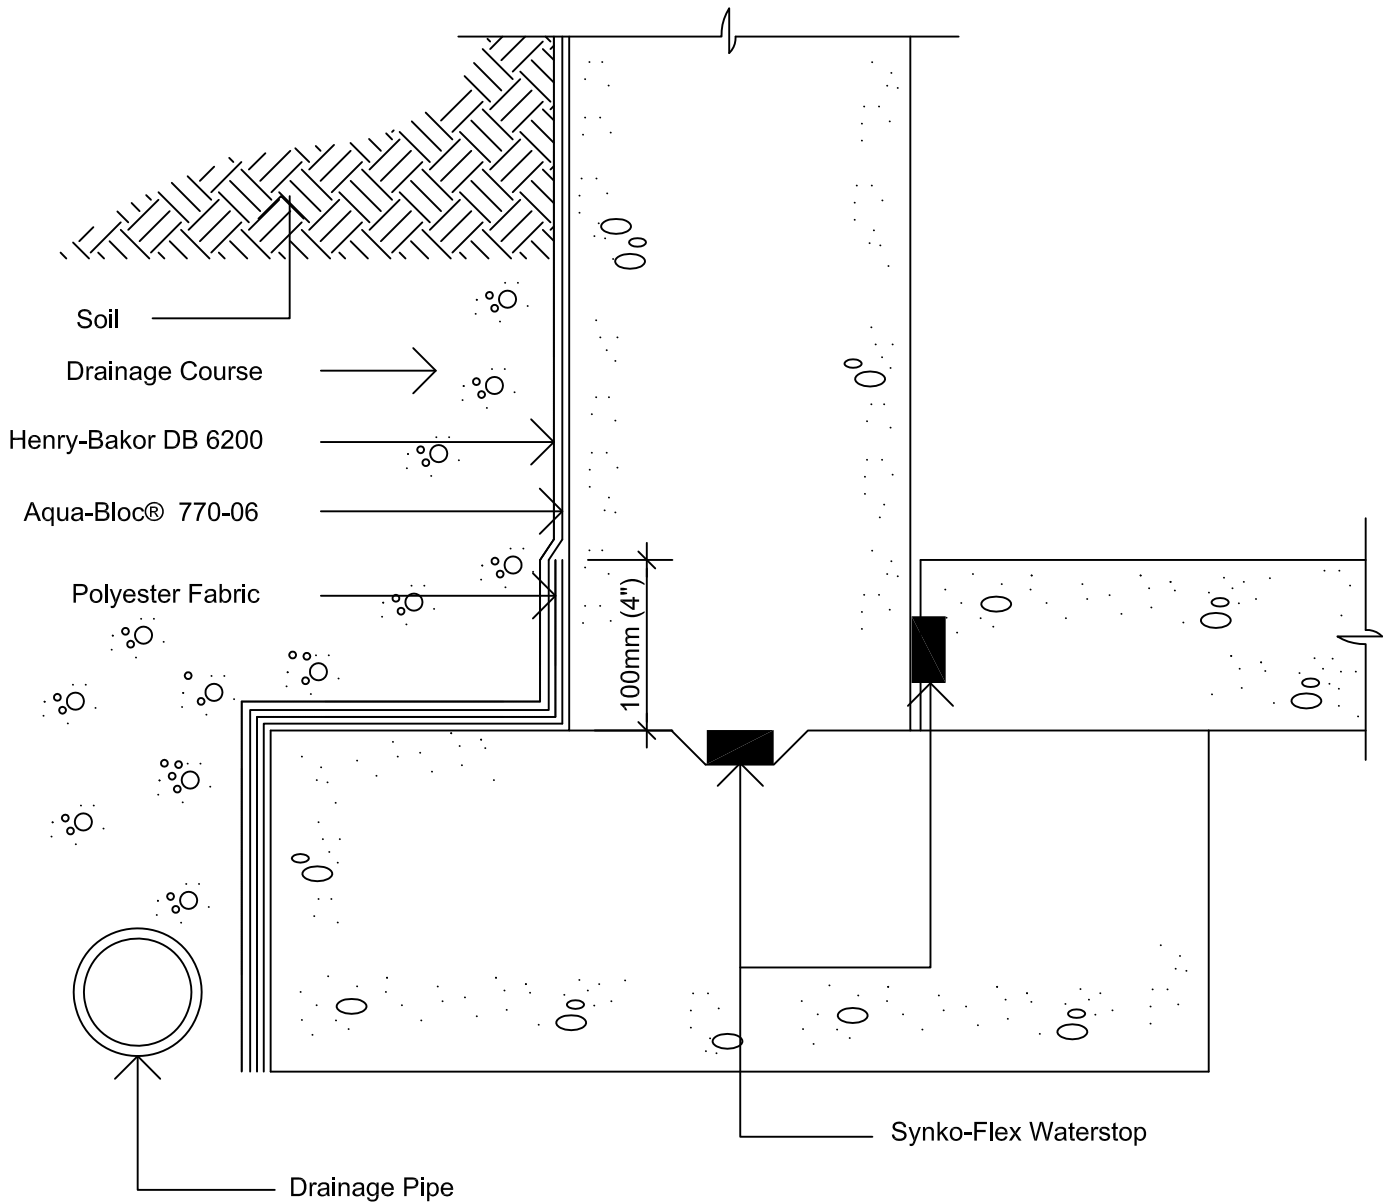 Soil
Drainage Course
Henry-Bakor DB 6200
Aqua-Bloc® 770-06
Polyester Fabric
100mm (4")
Synko-Flex Waterstop
Drainage Pipe